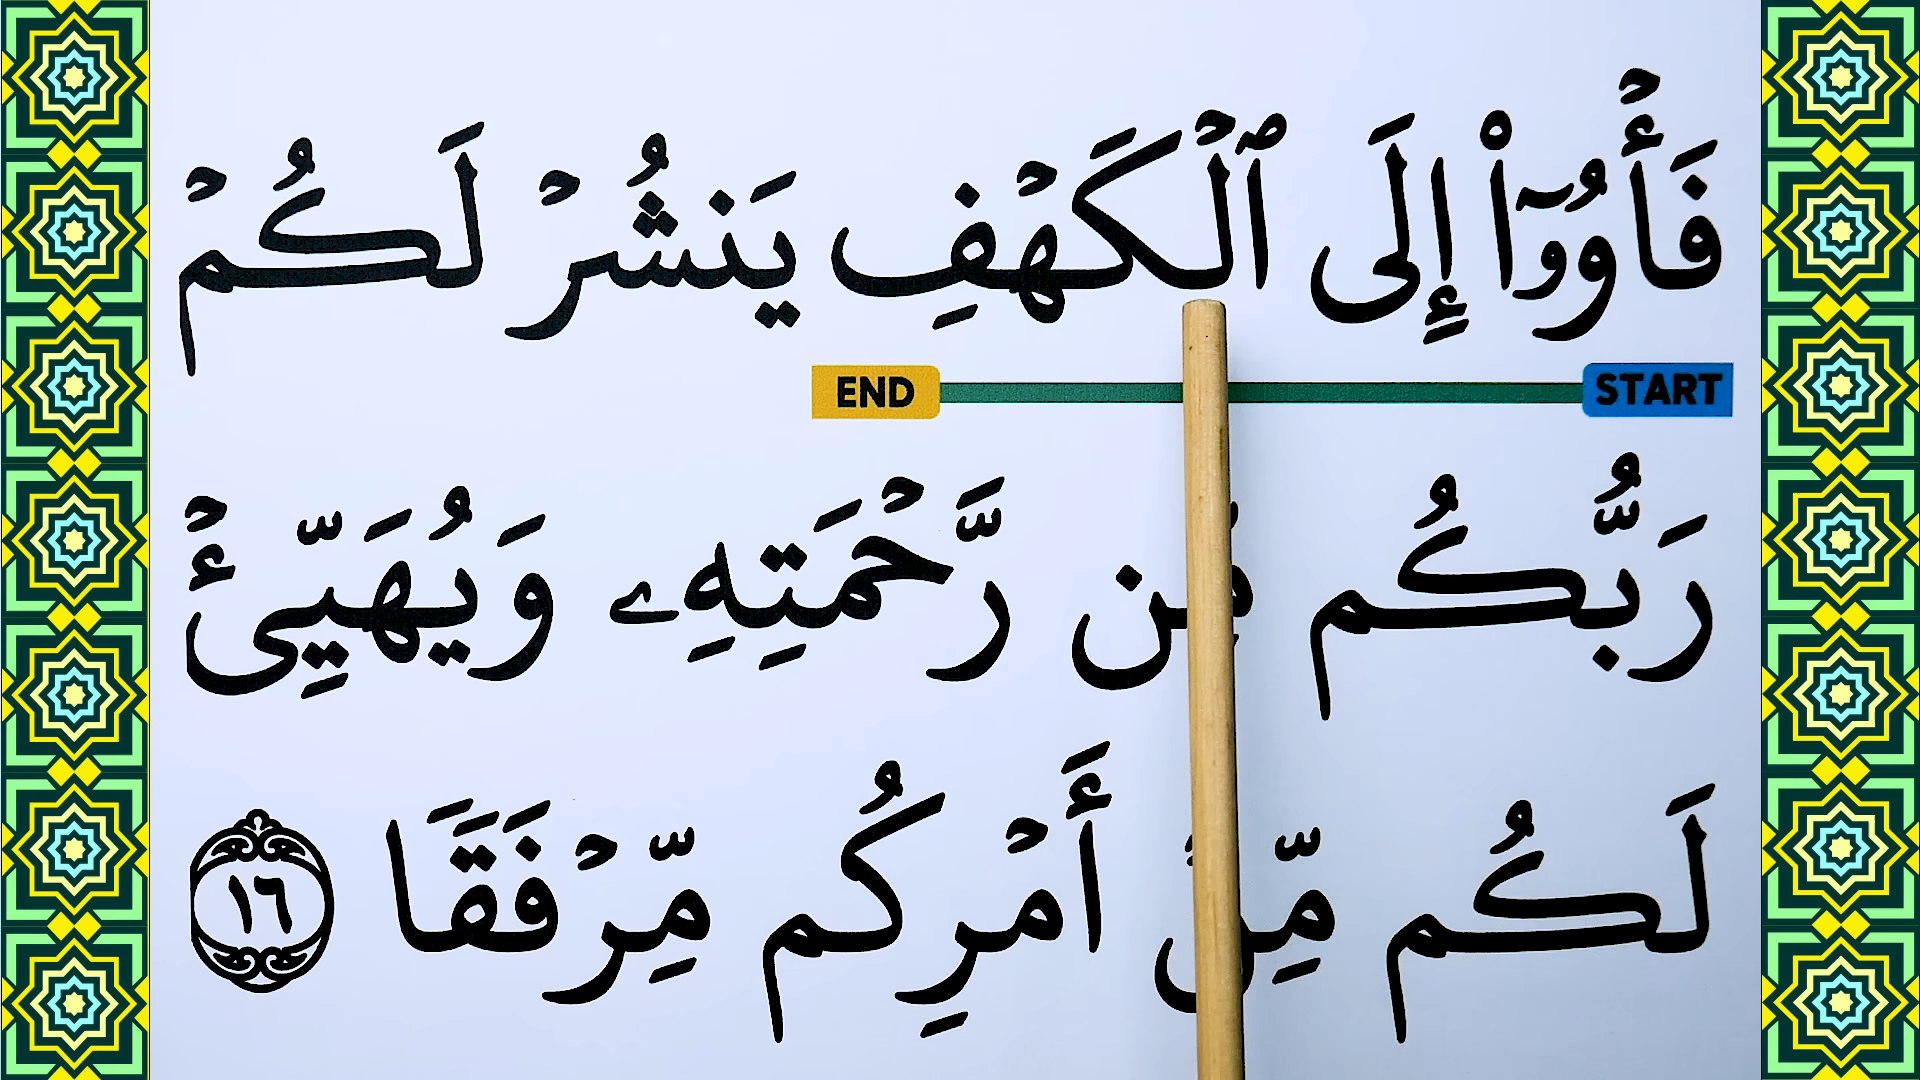 فَأْوُۥٓا۟ إِلَى ٱلْكَهْفِ يَنشُرْ لَكُمْ
END START
رَبُّكُم مِّن رَّحْمَتِهِۦ وَيُهَيِّئْ
لَكُم مِّنْ أَمْرِكُم مِّرْفَقًا ١٦